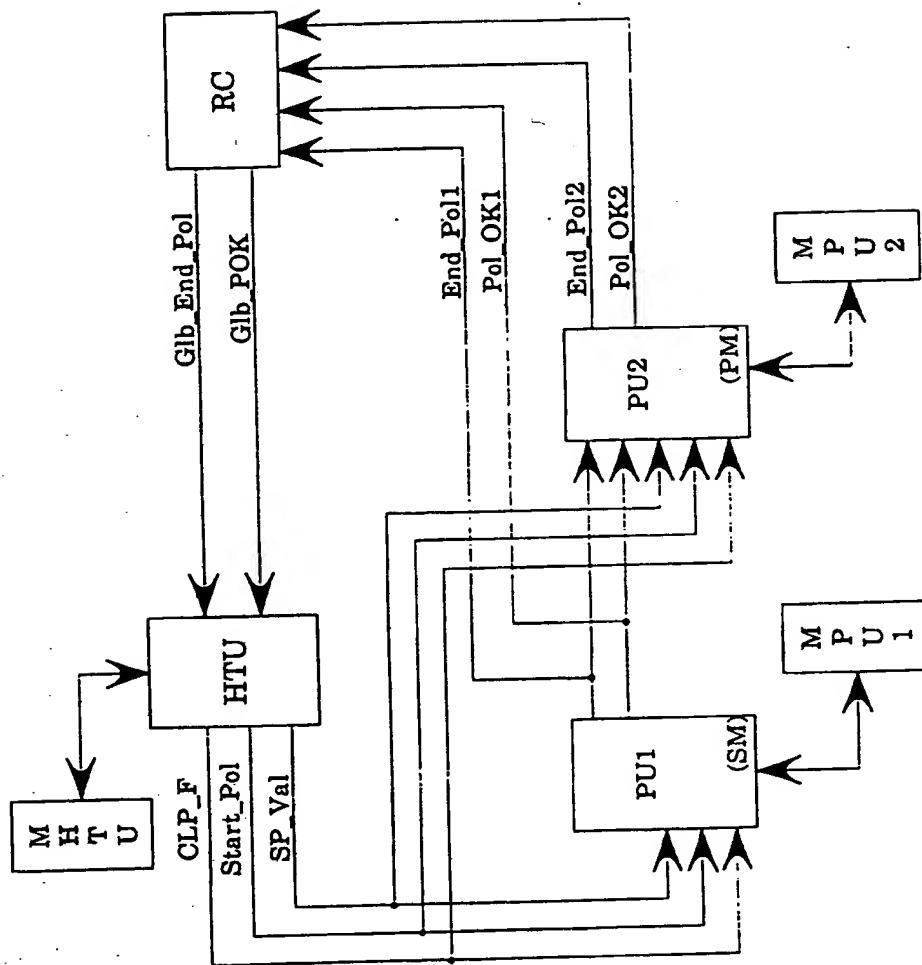 RC
Glb_End_Pol
Glb_POK
End_Pol1
Pol_OK1
End_Pol2
Pol_OK2
M
H
T
U
HTU
CLP_F
Start_Pol
SP_Val
PU2
(PM)
M
P
U
2
PU1
(SM)
M
P
U
1